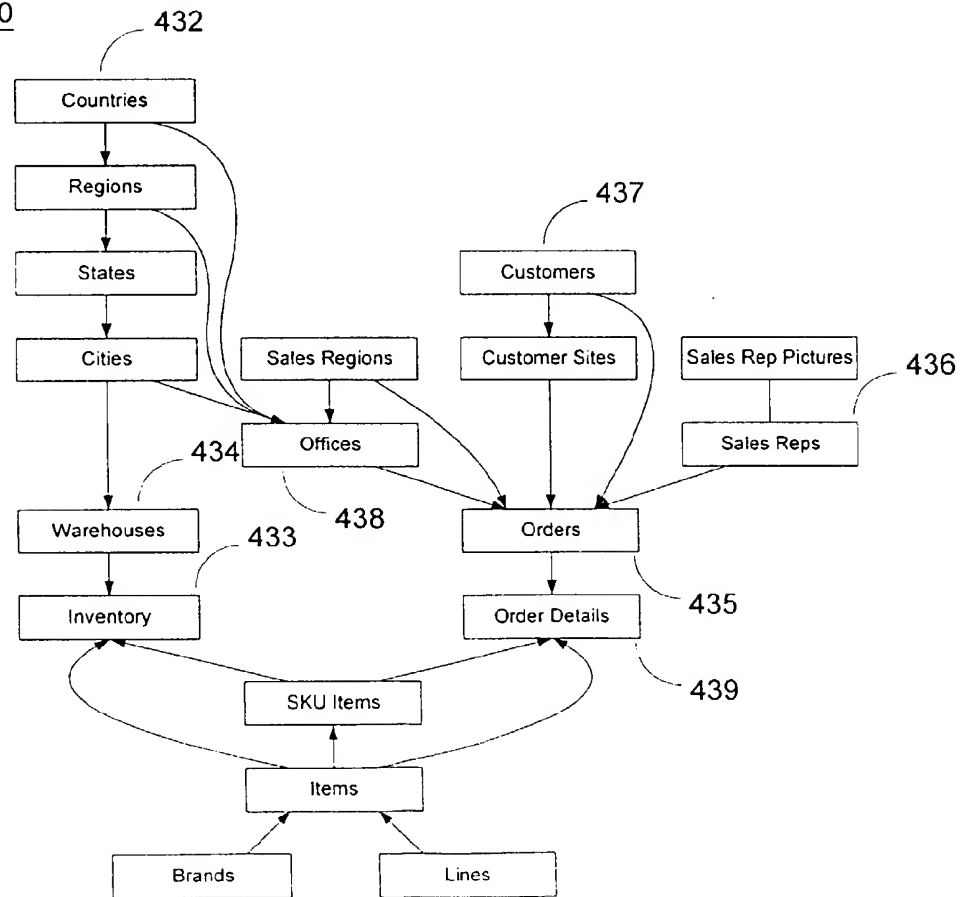 0
432
Countries
Regions
437
States
Customers
Cities
Sales Regions
Customer Sites
Sales Rep Pictures
436
434
Offices
Sales Reps
438
Warehouses
433
Orders
435
Inventory
Order Details
439
SKU Items
Items
Brands
Lines